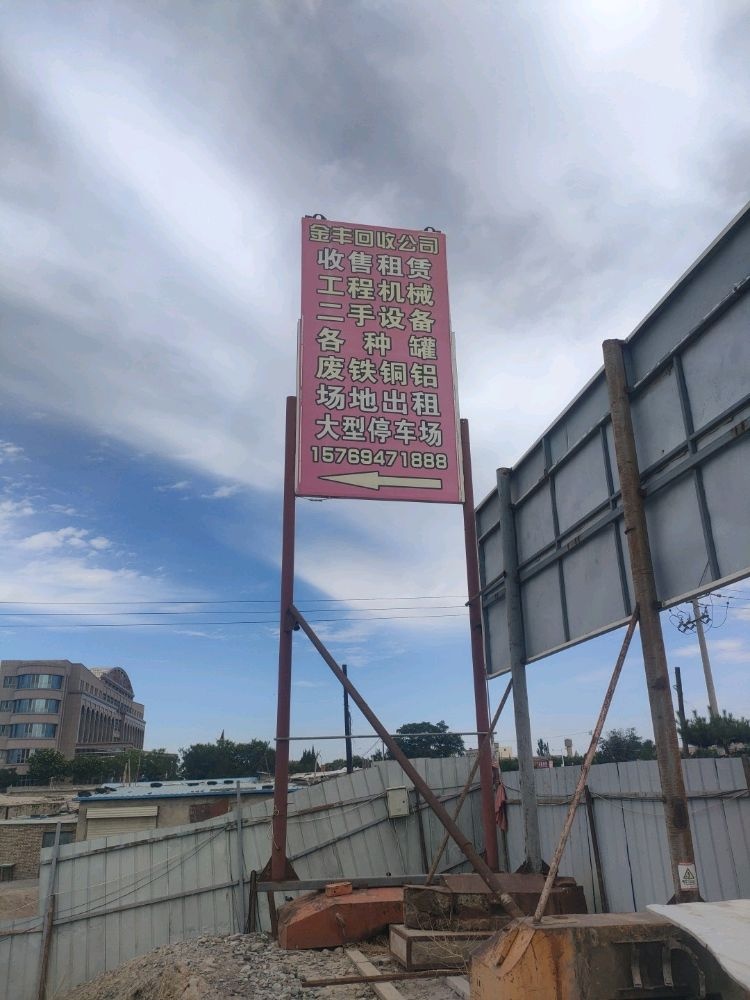 金丰回收公司
收售租赁
工程机械
二手设备
各种罐
废铁铜铝
场地出租
大型停车场
15769471888